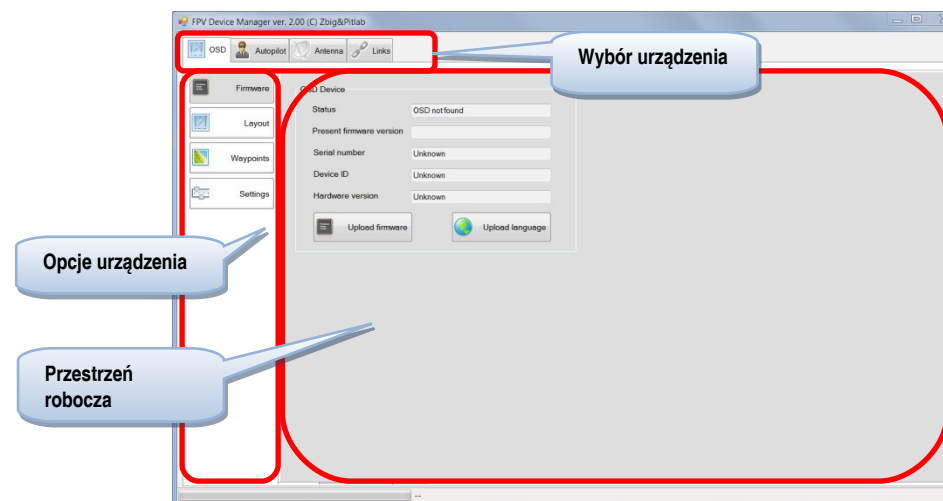 FPV Device Manager ver. 2.00 (C) Zbig&Pitlab
OSD Autopilot Antenna Links
Wybór urządzenia
Firmware
Layout
Waypoints
Settings
OSD Device
Status OSD not found
Present firmware version
Serial number Unknown
Device ID Unknown
Hardware version Unknown
Upload firmware Upload language
Opcje urządzenia
Przestrzeń
robocza
--